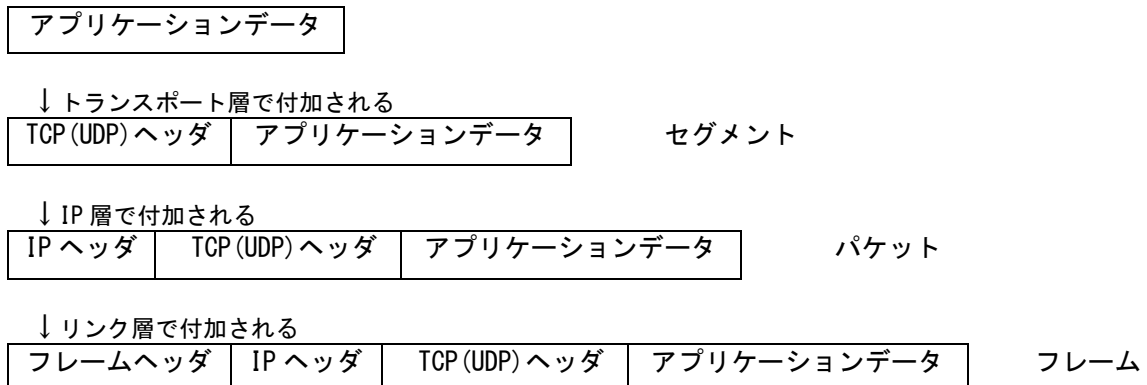 アプリケーションデータ
↓トランスポート層で付加される
TCP(UDP)ヘッダ アプリケーションデータ セグメント
↓IP層で付加される
IPヘッダ TCP(UDP)ヘッダ アプリケーションデータ パケット
↓リンク層で付加される
フレームヘッダ IPヘッダ TCP(UDP)ヘッダ アプリケーションデータ フレーム